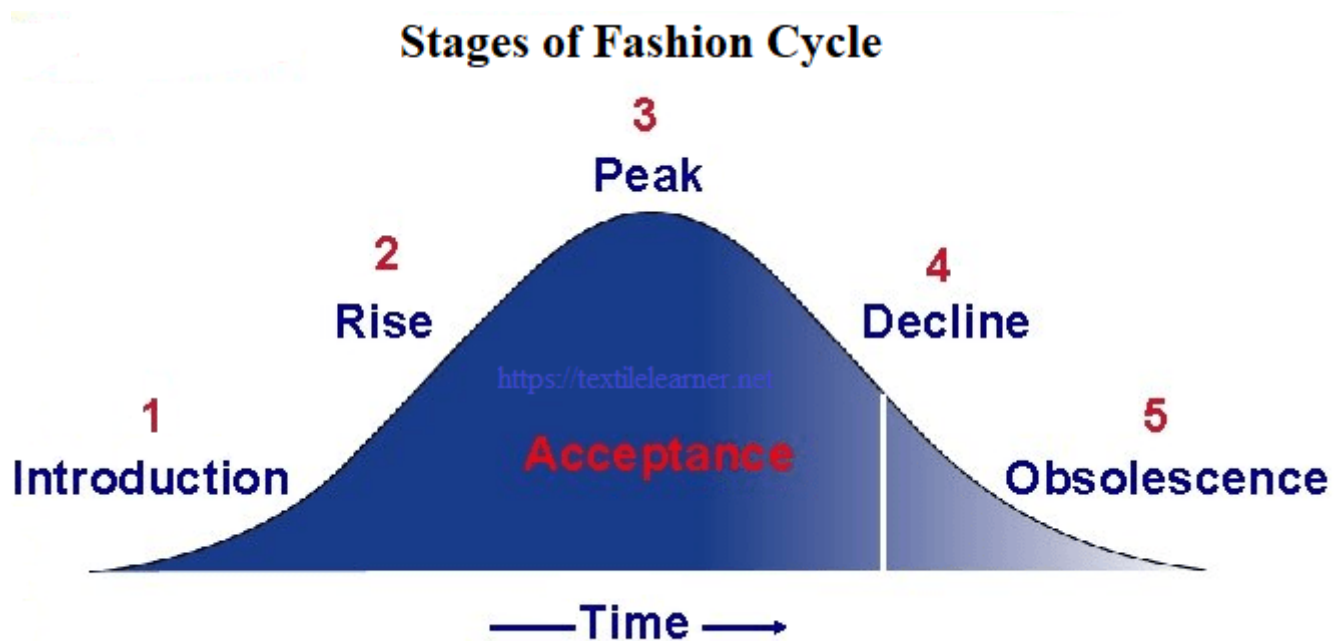 Stages of Fashion Cycle
3
Peak
2
Rise
4
Decline
https://textilelearner.net
1
Introduction
Acceptance
5
Obsolescence
Time